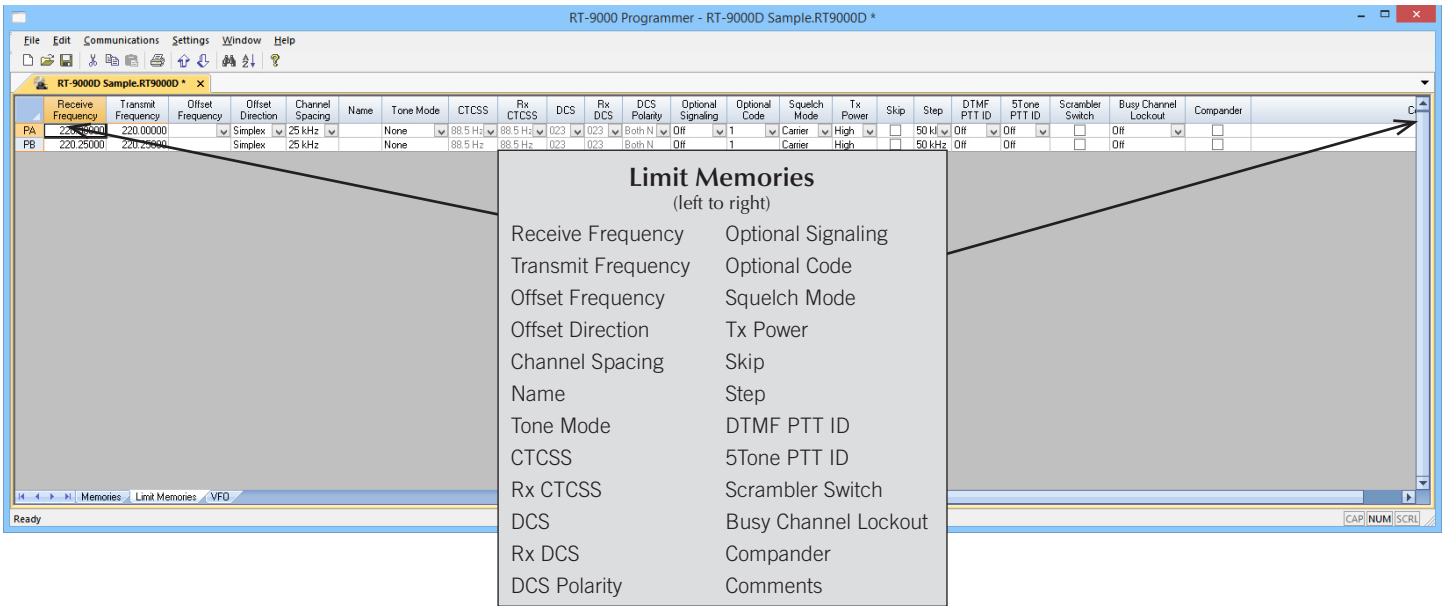 RT-9000 Programmer - RT-9000D Sample.RT9000D *
File Edit Communications Settings Window Help
RT-9000D Sample.RT9000D * x
Receive Frequency Transmit Frequency Offset Frequency Offset Direction Channel Spacing Name Tone Mode CTCSS Rx CTCSS DCS Rx DCS DCS Polarity Optional Signaling Optional Code Squelch Mode Tx Power Skip Step DTMF PTT ID 5Tone PTT ID Scrambler Switch Busy Channel Lockout Compander
PA 220.00000 220.00000 Simplex 25 kHz None 88.5 Hz 88.5 Hz 023 023 Both N Off 1 Carrier High 50 k Off Off Off
PB 220.25000 220.25000 Simplex 25 kHz None 88.5 Hz 88.5 Hz 023 023 Both N Off 1 Carrier High 50 kHz Off Off Off
Limit Memories
(left to right)
Receive Frequency Optional Signaling
Transmit Frequency Optional Code
Offset Frequency Squelch Mode
Offset Direction Tx Power
Channel Spacing Skip
Name Step
Tone Mode DTMF PTT ID
CTCSS 5Tone PTT ID
Rx CTCSS Scrambler Switch
DCS Busy Channel Lockout
Rx DCS Compander
DCS Polarity Comments
Memories Limit Memories VFO
Ready CAP NUM SCRL